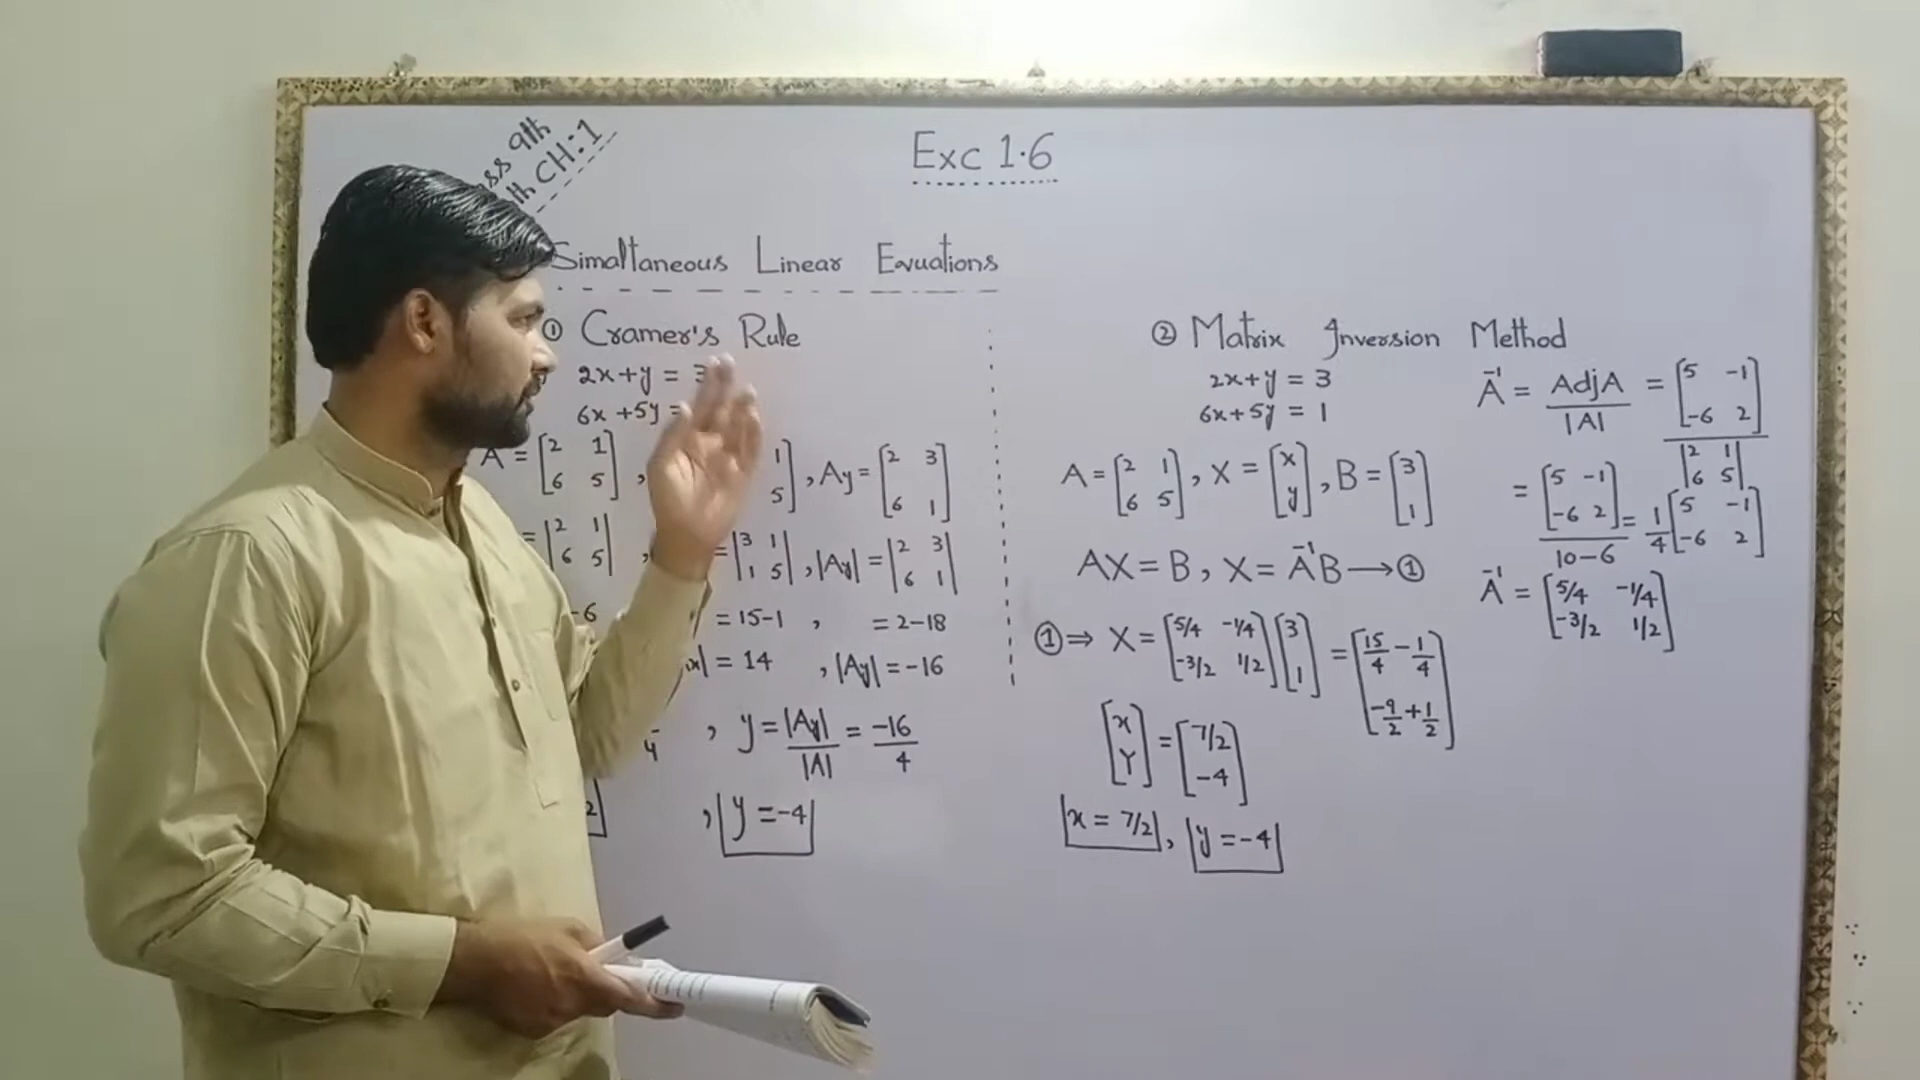 ss 9th
th CH:1
Exc 1.6
Simaltaneous Linear Equations
① Cramer's Rule
2x+y = 3
6x+5y =
A = [2 1; 6 5], 1 5], Ay = [2 3; 6 1]
= |2 1; 6 5|, = |3 1; 1 5|, |Ay| = |2 3; 6 1|
-6 = 15-1 , = 2-18
| = 14 , |Ay| = -16
4 , y = |Ay|/|A| = -16/4
2 , y = -4
② Matrix Inversion Method
2x+y = 3
6x+5y = 1
A = [2 1; 6 5], X = [x; y], B = [3; 1]
AX = B, X = A⁻¹B → ①
① ⇒ X = [5/4 -1/4; -3/2 1/2] [3; 1] = [15/4 - 1/4; -9/2 + 1/2]
[x; Y] = [7/2; -4]
x = 7/2, y = -4
A⁻¹ = AdjA/|A| = [5 -1; -6 2] / |2 1; 6 5|
= [5 -1; -6 2] / 10-6 = 1/4 [5 -1; -6 2]
A⁻¹ = [5/4 -1/4; -3/2 1/2]